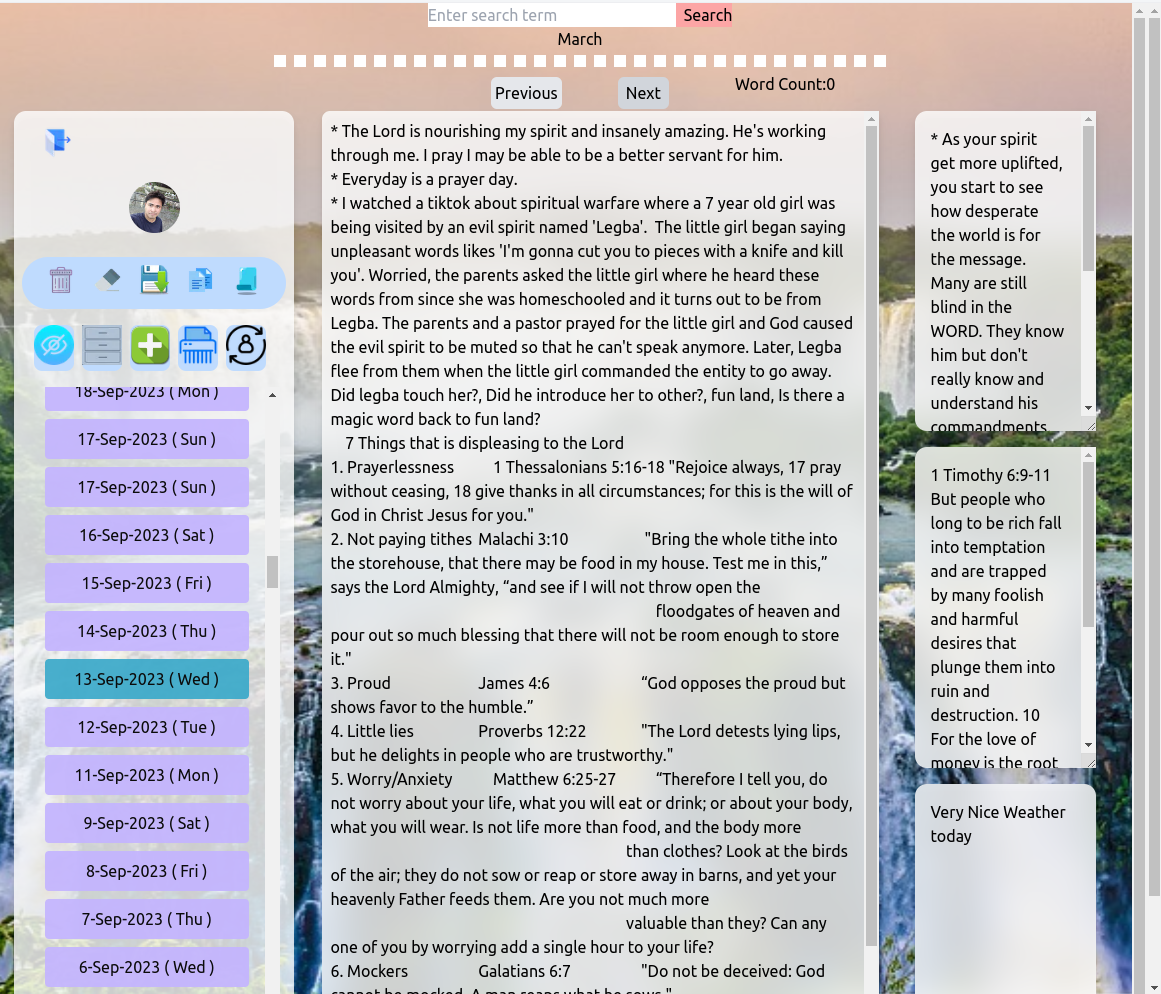 Enter search term
Search
March
Previous
Next
Word Count:0
18-Sep-2023 ( Mon )
17-Sep-2023 ( Sun )
17-Sep-2023 ( Sun )
16-Sep-2023 ( Sat )
15-Sep-2023 ( Fri )
14-Sep-2023 ( Thu )
13-Sep-2023 ( Wed )
12-Sep-2023 ( Tue )
11-Sep-2023 ( Mon )
9-Sep-2023 ( Sat )
8-Sep-2023 ( Fri )
7-Sep-2023 ( Thu )
6-Sep-2023 ( Wed )
* The Lord is nourishing my spirit and insanely amazing. He's working
through me. I pray I may be able to be a better servant for him.
* Everyday is a prayer day.
* I watched a tiktok about spiritual warfare where a 7 year old girl was
being visited by an evil spirit named 'Legba'.  The little girl began saying
unpleasant words likes 'I'm gonna cut you to pieces with a knife and kill
you'. Worried, the parents asked the little girl where he heard these
words from since she was homeschooled and it turns out to be from
Legba. The parents and a pastor prayed for the little girl and God caused
the evil spirit to be muted so that he can't speak anymore. Later, Legba
flee from them when the little girl commanded the entity to go away.
Did legba touch her?, Did he introduce her to other?, fun land, Is there a
magic word back to fun land?
7 Things that is displeasing to the Lord
1. Prayerlessness 1 Thessalonians 5:16-18 "Rejoice always, 17 pray
without ceasing, 18 give thanks in all circumstances; for this is the will of
God in Christ Jesus for you."
2. Not paying tithes Malachi 3:10 "Bring the whole tithe into
the storehouse, that there may be food in my house. Test me in this,”
says the Lord Almighty, “and see if I will not throw open the
floodgates of heaven and
pour out so much blessing that there will not be room enough to store
it."
3. Proud James 4:6 “God opposes the proud but
shows favor to the humble.”
4. Little lies Proverbs 12:22 "The Lord detests lying lips,
but he delights in people who are trustworthy."
5. Worry/Anxiety Matthew 6:25-27 “Therefore I tell you, do
not worry about your life, what you will eat or drink; or about your body,
what you will wear. Is not life more than food, and the body more
than clothes? Look at the birds
of the air; they do not sow or reap or store away in barns, and yet your
heavenly Father feeds them. Are you not much more
valuable than they? Can any
one of you by worrying add a single hour to your life?
6. Mockers Galatians 6:7 "Do not be deceived: God
cannot be mocked. A man reaps what he sows."
* As your spirit
get more uplifted,
you start to see
how desperate
the world is for
the message.
Many are still
blind in the
WORD. They know
him but don't
really know and
understand his
commandments
1 Timothy 6:9-11
But people who
long to be rich fall
into temptation
and are trapped
by many foolish
and harmful
desires that
plunge them into
ruin and
destruction. 10
For the love of
money is the root
Very Nice Weather
today